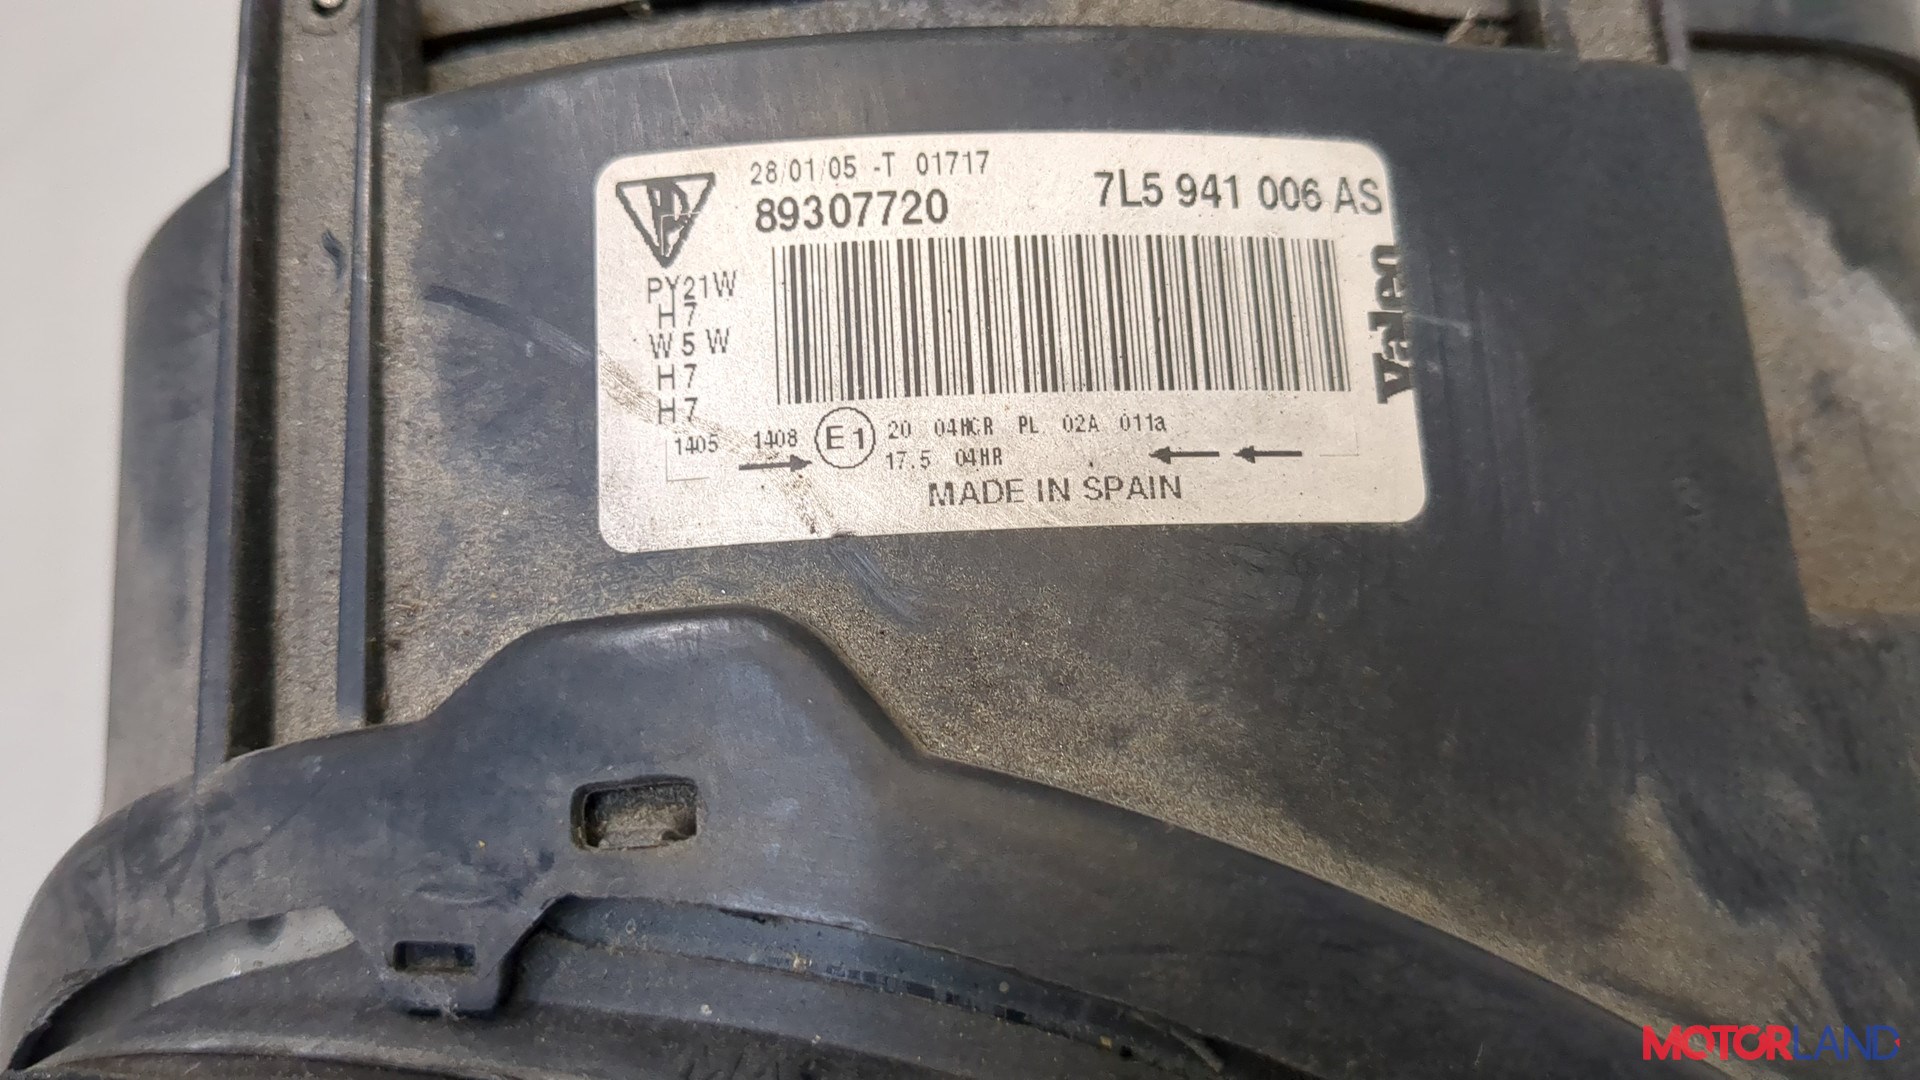 28/01/05 -T 01717
89307720
7L5 941 006 AS
PY21W
H7
W5W
H7
H7
Valeo
1405 1408 E1 20 04HCR PL 02A 011a
17.5 04HR
MADE IN SPAIN
MOTORLAND